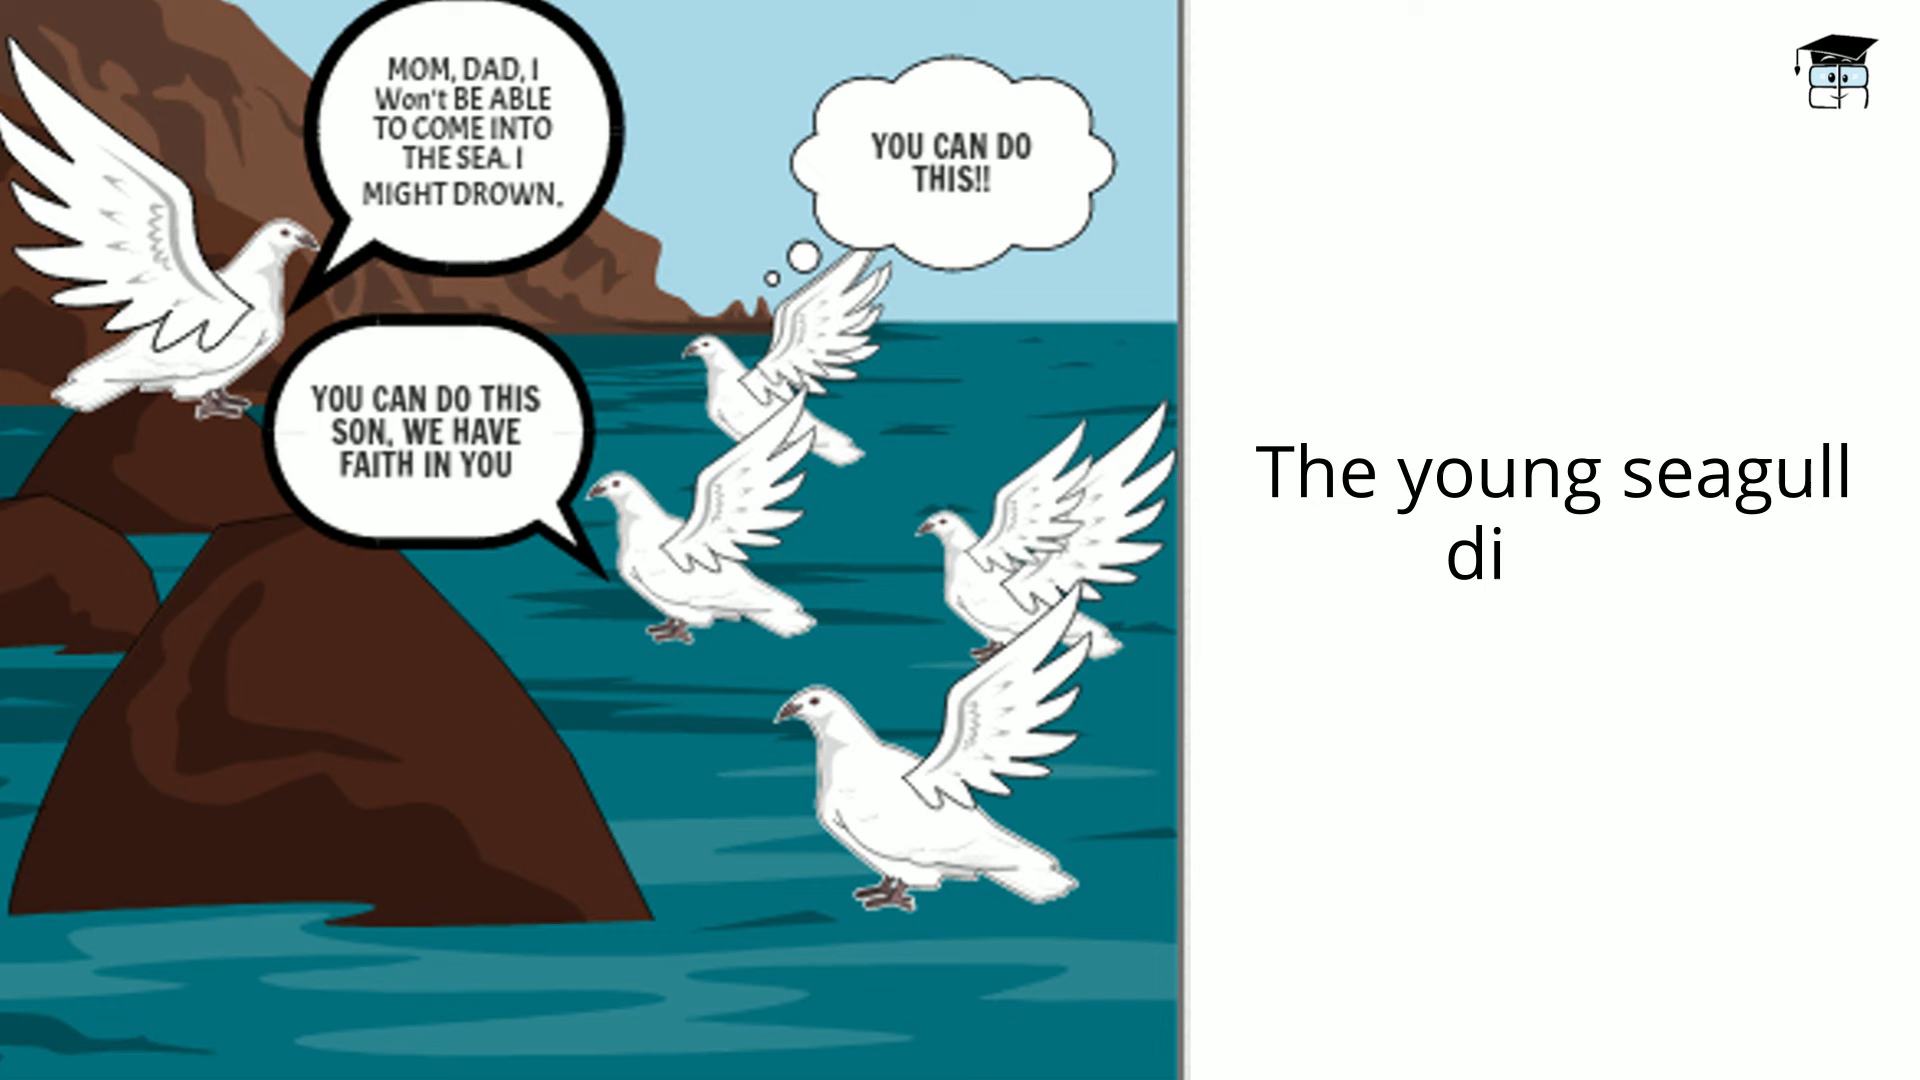 MOM, DAD, I
Won't BE ABLE
TO COME INTO
THE SEA. I
MIGHT DROWN.
YOU CAN DO
THIS!!
YOU CAN DO THIS
SON, WE HAVE
FAITH IN YOU
The young seagull
di